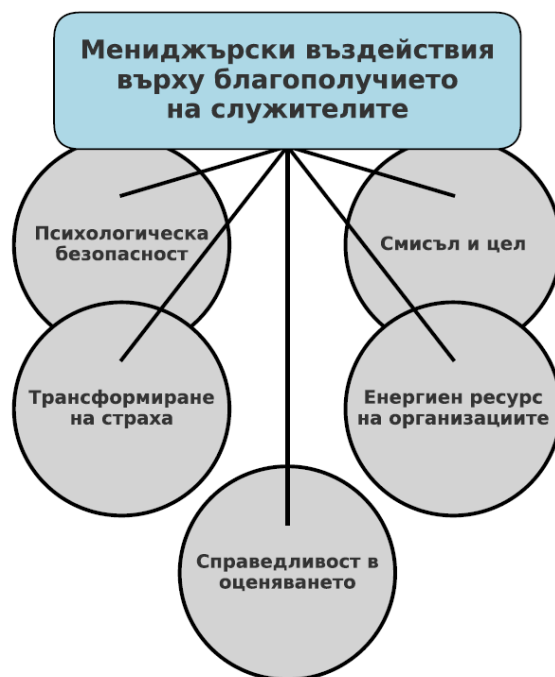 Мениджърски въздействия
върху благополучието
на служителите
Психологическа
безопасност
Смисъл и цел
Трансформиране
на страха
Енергиен ресурс
на организациите
Справедливост в
оценяването